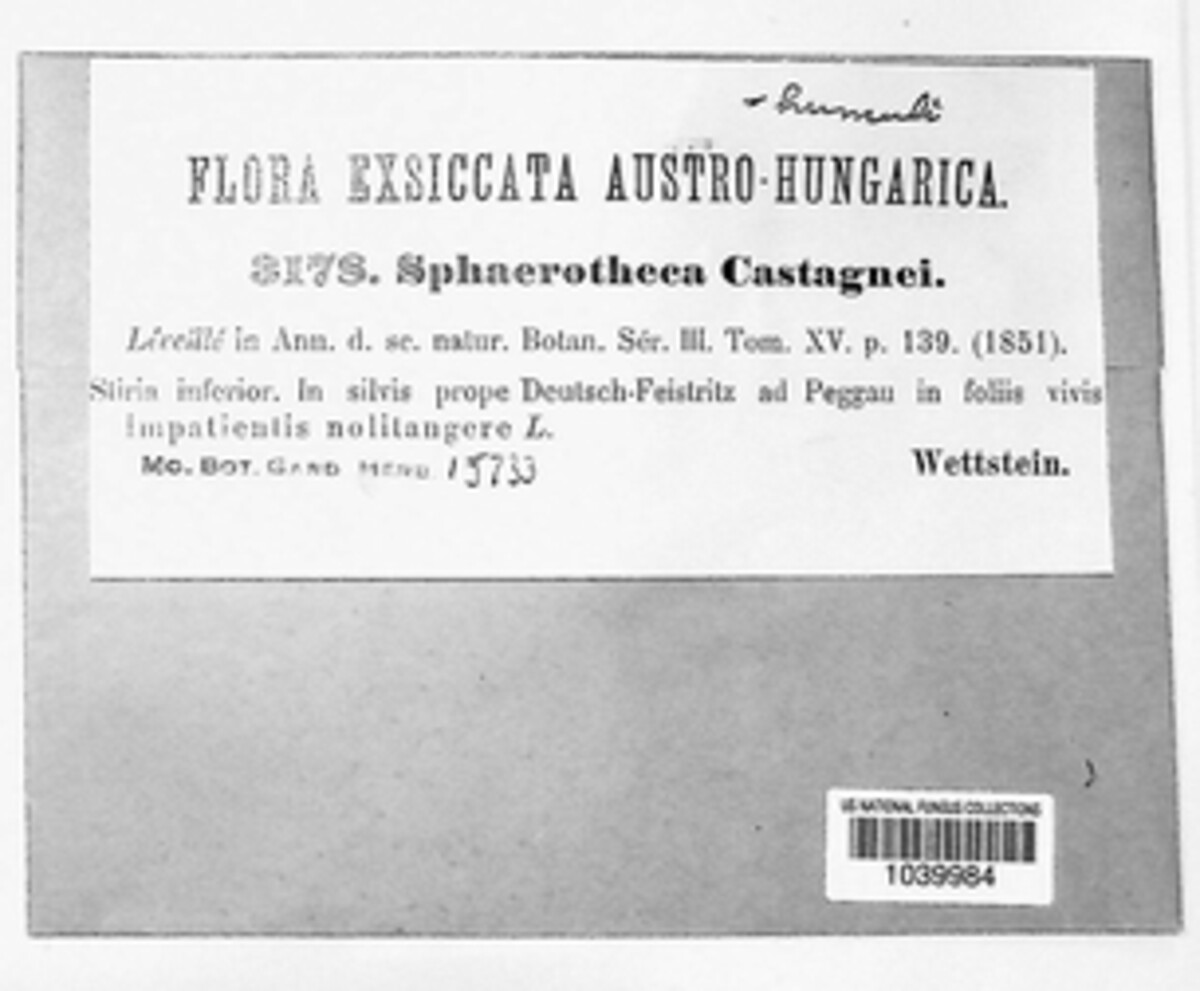 - humuli
FLORA EXSICCATA AUSTRO-HUNGARICA.
3178. Sphaerotheca Castagnei.
Léveillé in Ann. d. sc. natur. Botan. Sér. III. Tom. XV. p. 139. (1851).
Stiria inferior. In silvis prope Deutsch-Feistritz ad Peggau in foliis vivis
Impatientis nolitangere L.
MO. BOT. GARD. HERB. 15733
Wettstein.
US NATIONAL FUNGUS COLLECTIONS
1039984